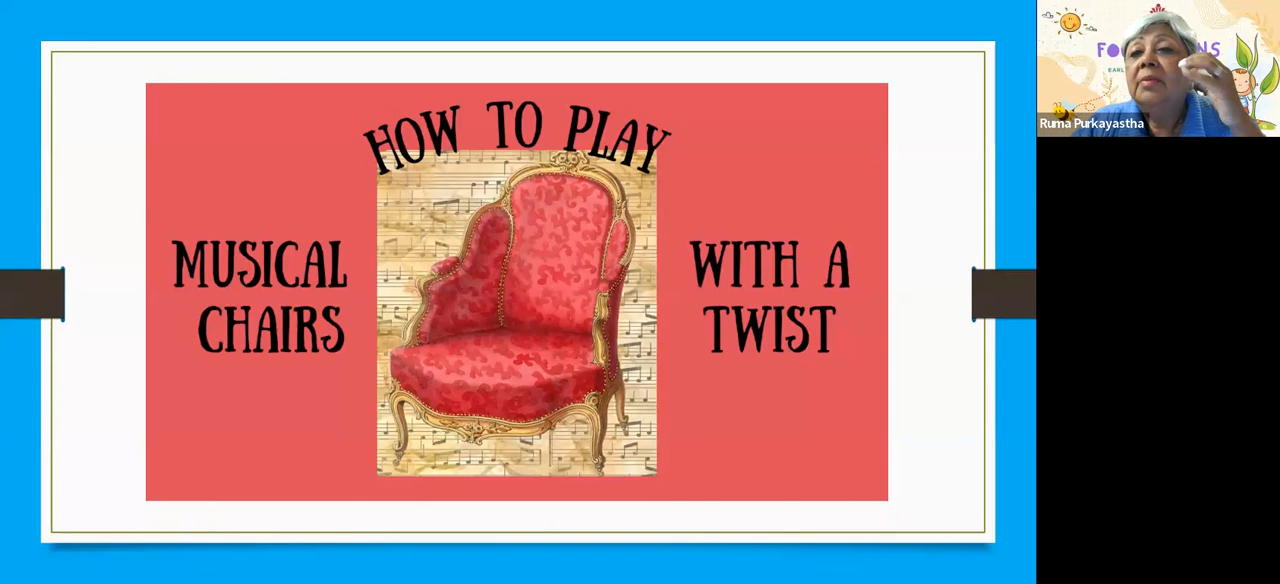 HOW TO PLAY
MUSICAL
CHAIRS
WITH A
TWIST
Ruma Purkayastha